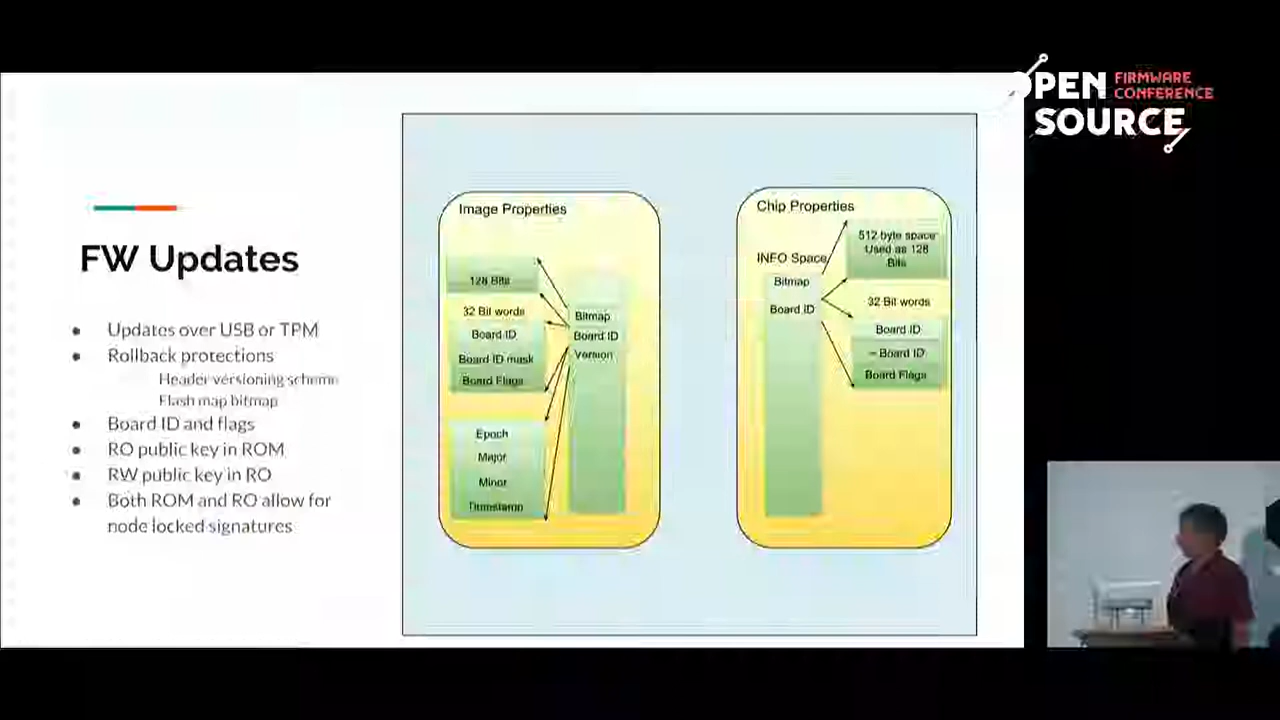 OPEN FIRMWARE
CONFERENCE
SOURCE
FW Updates
● Updates over USB or TPM
● Rollback protections
Header versioning scheme
Flash map bitmap
● Board ID and flags
● RO public key in ROM
● RW public key in RO
● Both ROM and RO allow for
node locked signatures
Image Properties
128 Bits
32 Bit words
Board ID
Board ID mask
Board Flags
Epoch
Major
Minor
Timestamp
Bitmap
Board ID
Version
Chip Properties
INFO Space
Bitmap
Board ID
512 byte space
Used as 128
Bits
32 Bit words
Board ID
~ Board ID
Board Flags